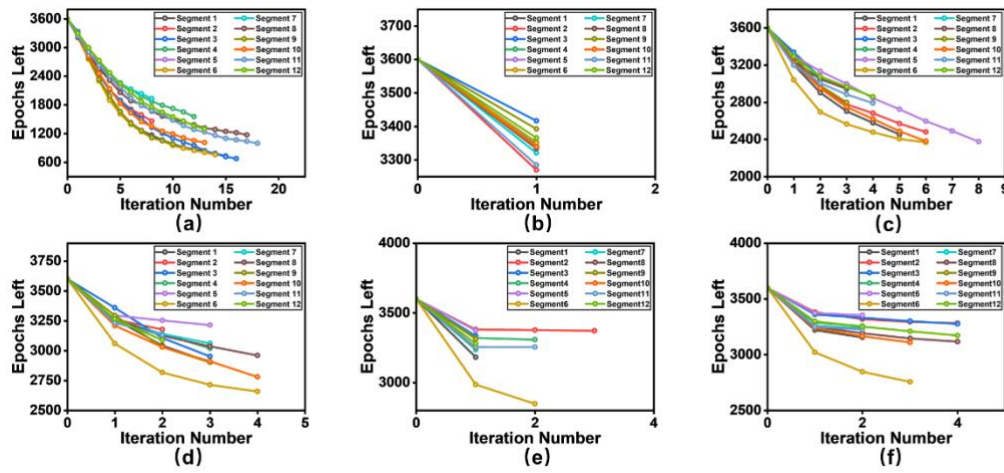 3600
3000
2400
1800
1200
600
0 5 10 15 20
Epochs Left
Iteration Number
Segment 1 Segment 7
Segment 2 Segment 8
Segment 3 Segment 9
Segment 4 Segment 10
Segment 5 Segment 11
Segment 6 Segment 12
(a)
3700
3600
3500
3400
3300
0 1 2
Epochs Left
Iteration Number
Segment 1 Segment 7
Segment 2 Segment 8
Segment 3 Segment 9
Segment 4 Segment 10
Segment 5 Segment 11
Segment 6 Segment 12
(b)
3600
3200
2800
2400
2000
0 1 2 3 4 5 6 7 8 9
Epochs Left
Iteration Number
Segment 1 Segment 7
Segment 2 Segment 8
Segment 3 Segment 9
Segment 4 Segment 10
Segment 5 Segment 11
Segment 6 Segment 12
(c)
3750
3500
3250
3000
2750
2500
0 1 2 3 4 5
Epochs Left
Iteration Number
Segment 1 Segment 7
Segment 2 Segment 8
Segment 3 Segment 9
Segment 4 Segment 10
Segment 5 Segment 11
Segment 6 Segment 12
(d)
4000
3500
3000
0 1 2 3 4
Epochs Left
Iteration Number
Segment1 Segment7
Segment2 Segment8
Segment3 Segment9
Segment4 Segment10
Segment5 Segment11
Segment6 Segment12
(e)
4000
3500
3000
2500
0 1 2 3 4
Epochs Left
Iteration Number
Segment1 Segment7
Segment2 Segment8
Segment3 Segment9
Segment4 Segment10
Segment5 Segment11
Segment6 Segment12
(f)